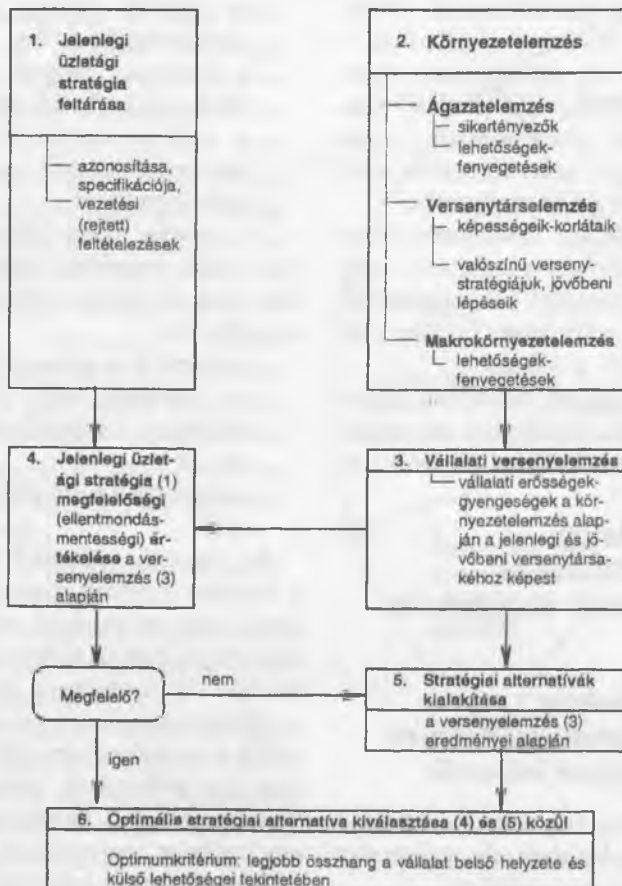 1. Jelenlegi
üzletági
stratégia
feltárása
azonosítása,
specifikációja,
vezetési
(rejtett)
feltételezések
2. Környezetelemzés
Ágazatelemzés
sikertényezők
lehetőségek-
fenyegetések
Versenytárselemzés
képességeik-korlátaik
valószínű verseny-
stratégiájuk, jövőbeni
lépéseik
Makrokörnyezetelemzés
lehetőségek-
fenyegetések
4. Jelenlegi üzlet-
ági stratégia (1)
megfelelőségi
(ellentmondás-
mentességi) ér-
tékelése a ver-
senyelemzés (3)
alapján
3. Vállalati versenyelemzés
vállalati erősségek-
gyengeségek a kör-
nyezetelemzés alap-
ján a jelenlegi és jö-
vőbeni versenytársa-
kéhoz képest
Megfelelő?
nem
igen
5. Stratégiai alternatívák
kialakítása
a versenyelemzés (3)
eredményei alapján
6. Optimális stratégiai alternatíva kiválasztása (4) és (5) közül
Optimumkritérium: legjobb összhang a vállalat belső helyzete és
külső lehetőségei tekintetében